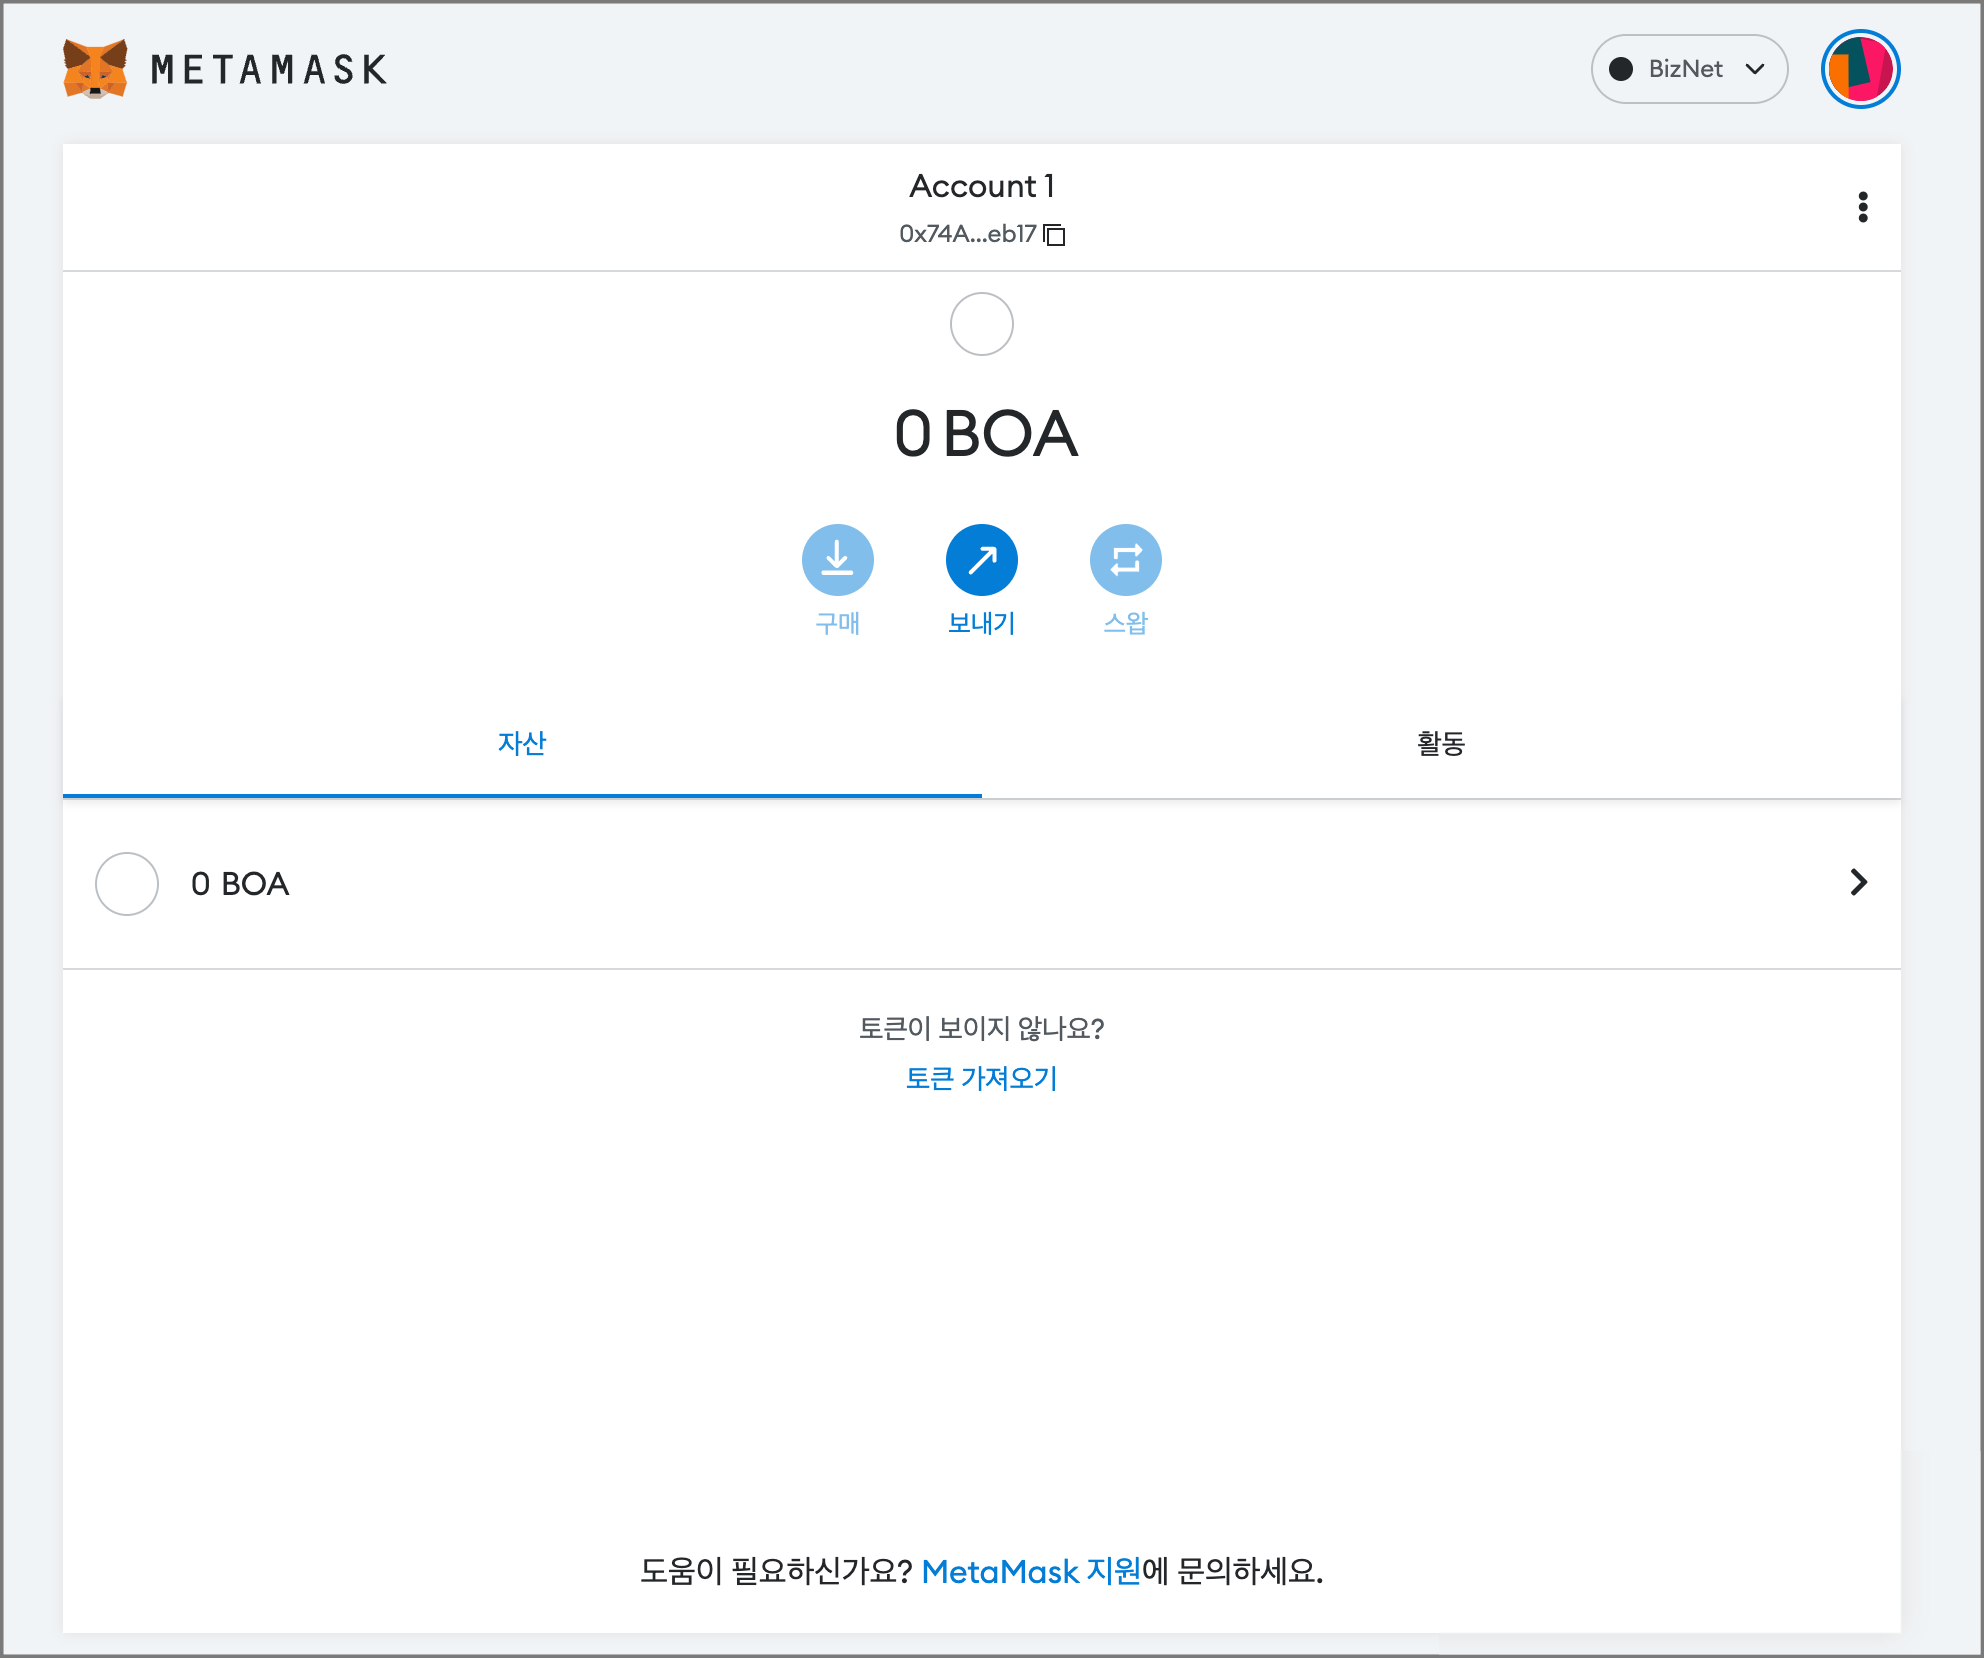 METAMASK
BizNet
Account 1
0x74A...eb17
0 BOA
구매
보내기
스왑
자산
활동
0 BOA
토큰이 보이지 않나요?
토큰 가져오기
도움이 필요하신가요? MetaMask 지원에 문의하세요.